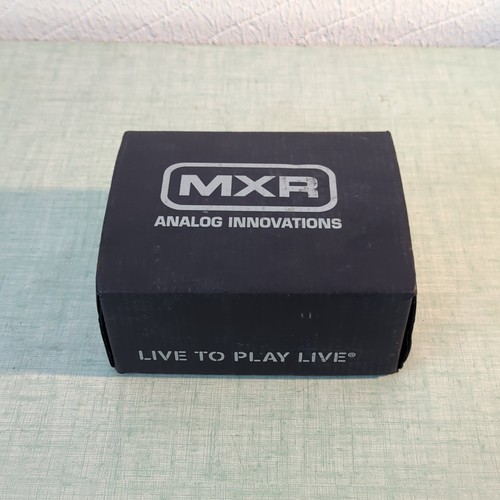 MXR
ANALOG INNOVATIONS
LIVE TO PLAY LIVE®